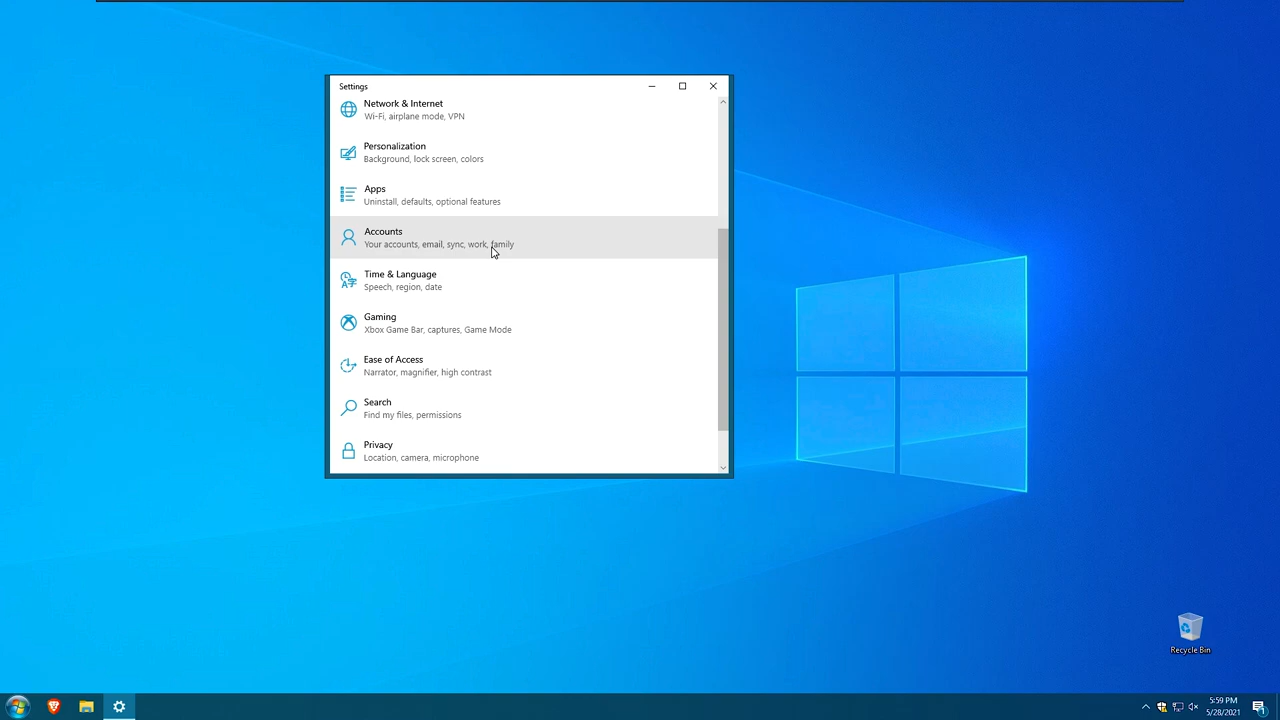 Settings
Network & Internet
Wi-Fi, airplane mode, VPN
Personalization
Background, lock screen, colors
Apps
Uninstall, defaults, optional features
Accounts
Your accounts, email, sync, work, family
Time & Language
Speech, region, date
Gaming
Xbox Game Bar, captures, Game Mode
Ease of Access
Narrator, magnifier, high contrast
Search
Find my files, permissions
Privacy
Location, camera, microphone
Recycle Bin
5:59 PM
5/28/2021
1